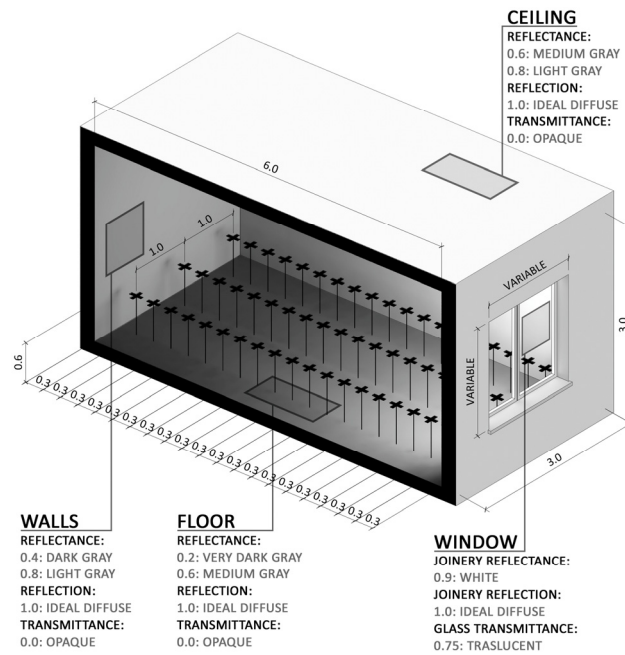 CEILING
REFLECTANCE:
0.6: MEDIUM GRAY
0.8: LIGHT GRAY
REFLECTION:
1.0: IDEAL DIFFUSE
TRANSMITTANCE:
0.0: OPAQUE
6.0
1.0
1.0
VARIABLE
VARIABLE
3.0
3.0
0.6
0.3 0.3 0.3 0.3 0.3 0.3 0.3 0.3 0.3 0.3 0.3 0.3 0.3 0.3 0.3 0.3 0.3 0.3 0.3 0.3
WALLS
REFLECTANCE:
0.4: DARK GRAY
0.8: LIGHT GRAY
REFLECTION:
1.0: IDEAL DIFFUSE
TRANSMITTANCE:
0.0: OPAQUE
FLOOR
REFLECTANCE:
0.2: VERY DARK GRAY
0.6: MEDIUM GRAY
REFLECTION:
1.0: IDEAL DIFFUSE
TRANSMITTANCE:
0.0: OPAQUE
WINDOW
JOINERY REFLECTANCE:
0.9: WHITE
JOINERY REFLECTION:
1.0: IDEAL DIFFUSE
GLASS TRANSMITTANCE:
0.75: TRASLUCENT